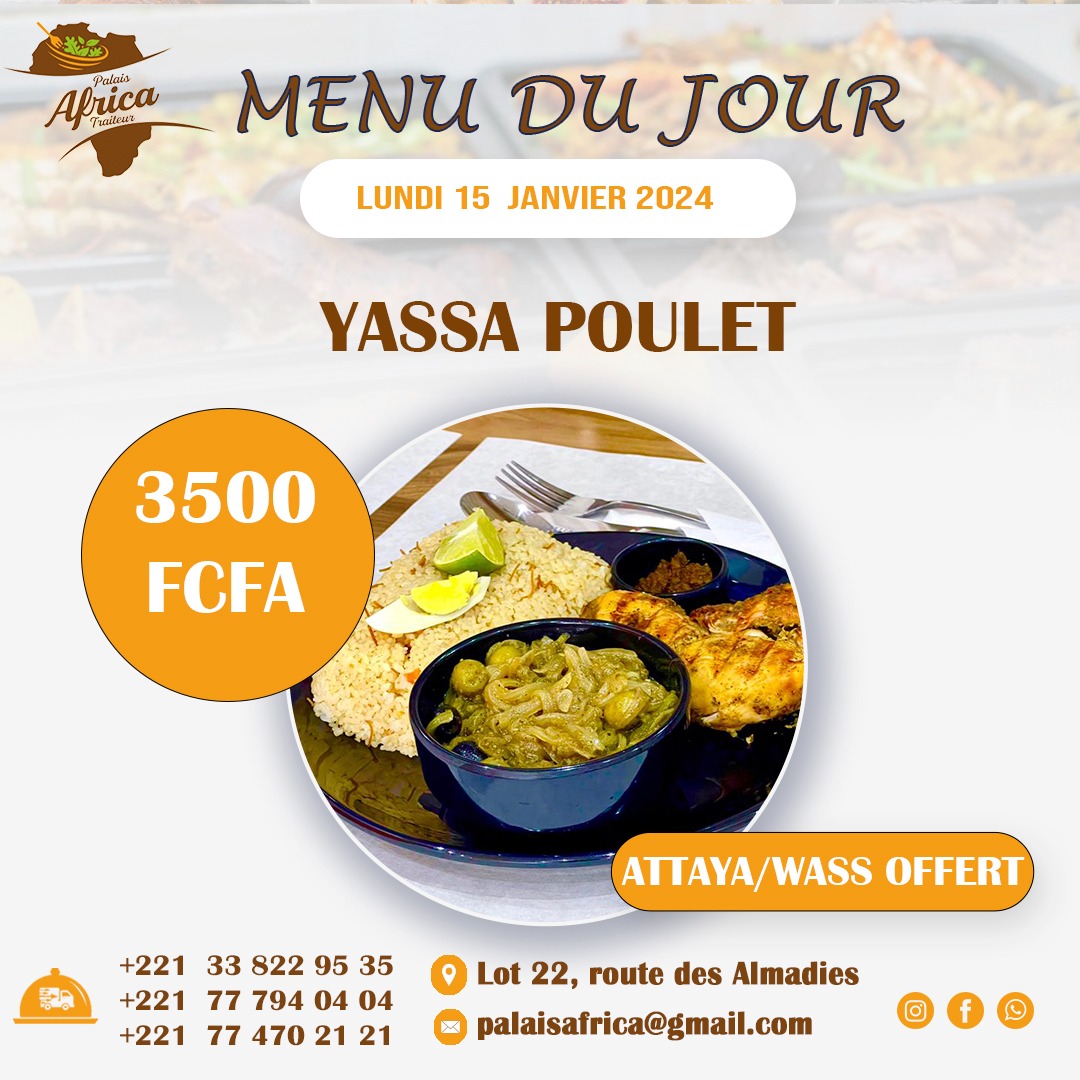 Palais
Africa
Traiteur
MENU DU JOUR
LUNDI 15 JANVIER 2024
YASSA POULET
3500
FCFA
ATTAYA/WASS OFFERT
+221 33 822 95 35
+221 77 794 04 04
+221 77 470 21 21
Lot 22, route des Almadies
palaisafrica@gmail.com